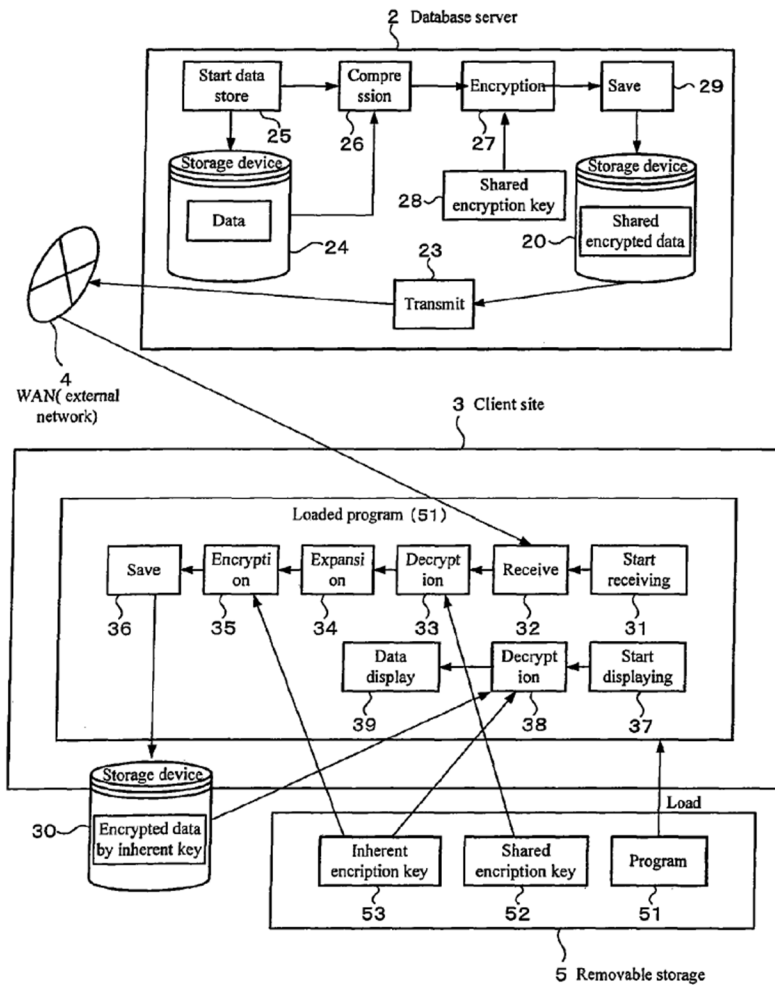 2 Database server
Start data
store
25
Compre
ssion
26
Encryption
27
Save
29
Storage device
Data
24
28
Shared
encryption key
Storage device
20
Shared
encrypted data
23
Transmit
4
WAN( external
network)
3 Client site
Loaded program (51)
Save
36
Encrypti
on
35
Expansi
on
34
Decrypt
ion
33
Receive
32
Start
receiving
31
Data
display
39
Decrypt
ion
38
Start
displaying
37
Storage device
30
Encrypted data
by inherent key
Load
Inherent
encription key
53
Shared
encription key
52
Program
51
5 Removable storage